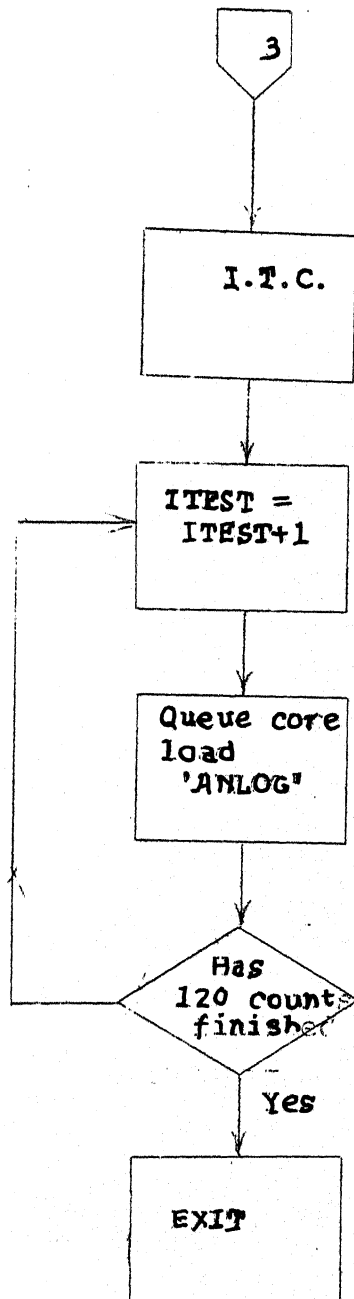 3
I.T.C.
ITEST =
ITEST+1
Queue core
load
'ANLOG"
Has
120 counts
finished
Yes
EXIT